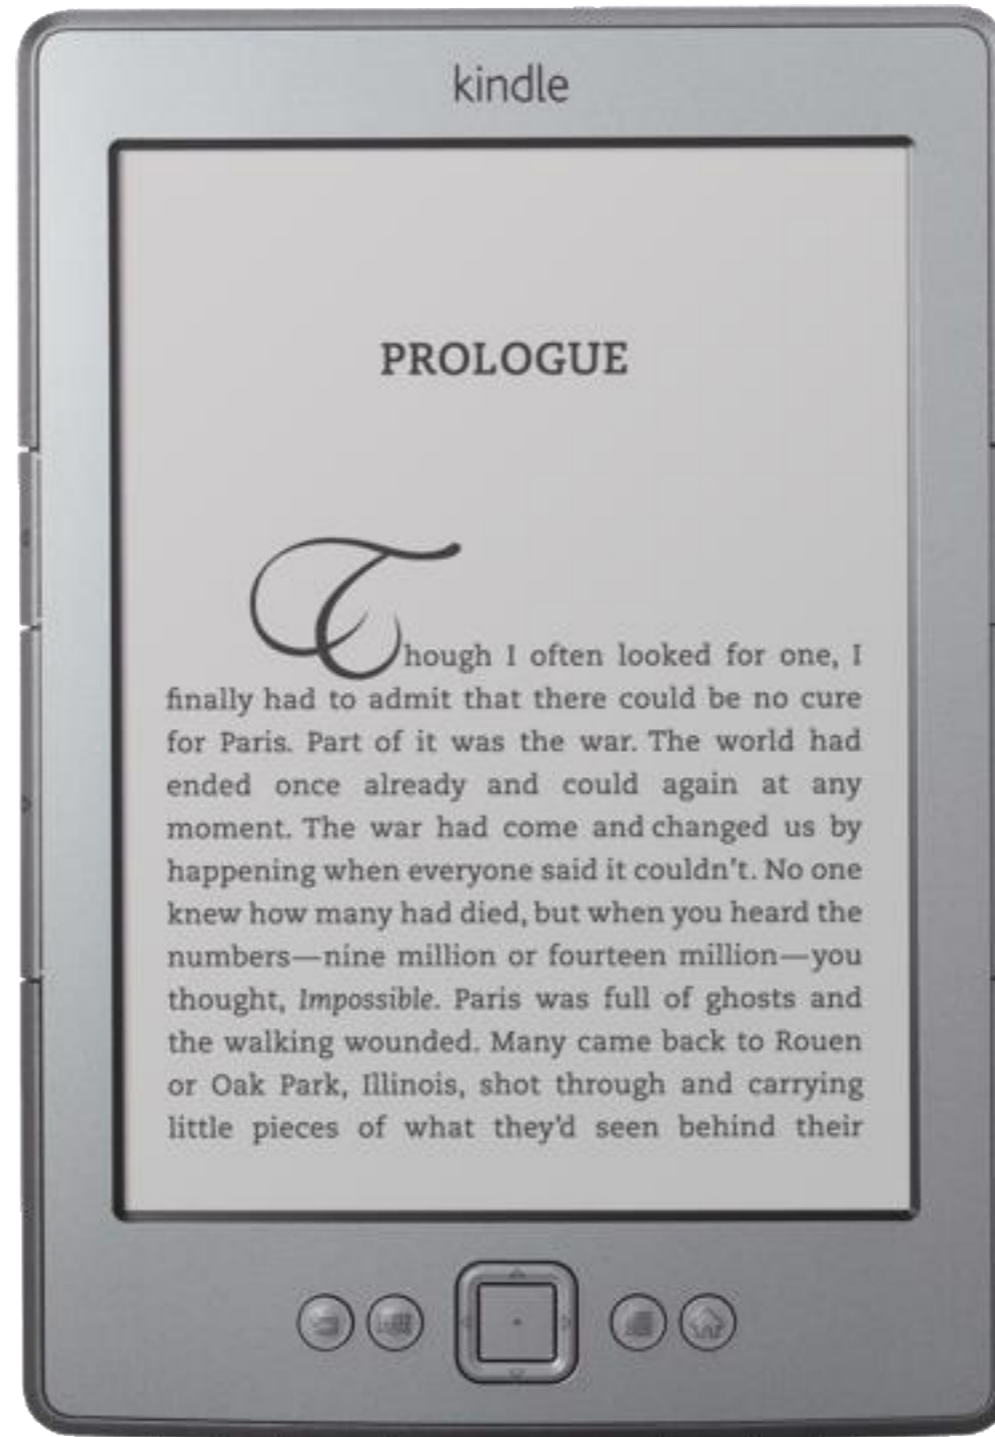 kindle
PROLOGUE
Though I often looked for one, I
finally had to admit that there could be no cure
for Paris. Part of it was the war. The world had
ended once already and could again at any
moment. The war had come and changed us by
happening when everyone said it couldn't. No one
knew how many had died, but when you heard the
numbers—nine million or fourteen million—you
thought, Impossible. Paris was full of ghosts and
the walking wounded. Many came back to Rouen
or Oak Park, Illinois, shot through and carrying
little pieces of what they'd seen behind their